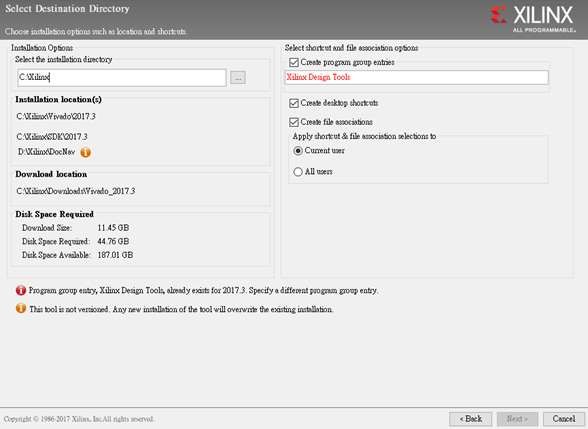 Select Destination Directory
XILINX
ALL PROGRAMMABLE.
Choose installation options such as location and shortcuts.
Installation Options
Select the installation directory
C:\Xilinx
...
Installation location(s)
C:\Xilinx\Vivado\2017.3
C:\Xilinx\SDK\2017.3
D:\Xilinx\DocNav
Download location
C:\Xilinx\Downloads\Vivado_2017.3
Disk Space Required
Download Size: 11.45 GB
Disk Space Required: 44.76 GB
Disk Space Available: 187.01 GB
Select shortcut and file association options
Create program group entries
Xilinx Design Tools
Create desktop shortcuts
Create file associations
Apply shortcut & file association selections to
Current user
All users
Program group entry, Xilinx Design Tools, already exists for 2017.3. Specify a different program group entry.
This tool is not versioned. Any new installation of the tool will overwrite the existing installation.
Copyright © 1986-2017 Xilinx, Inc.All rights reserved.
< Back
Next >
Cancel